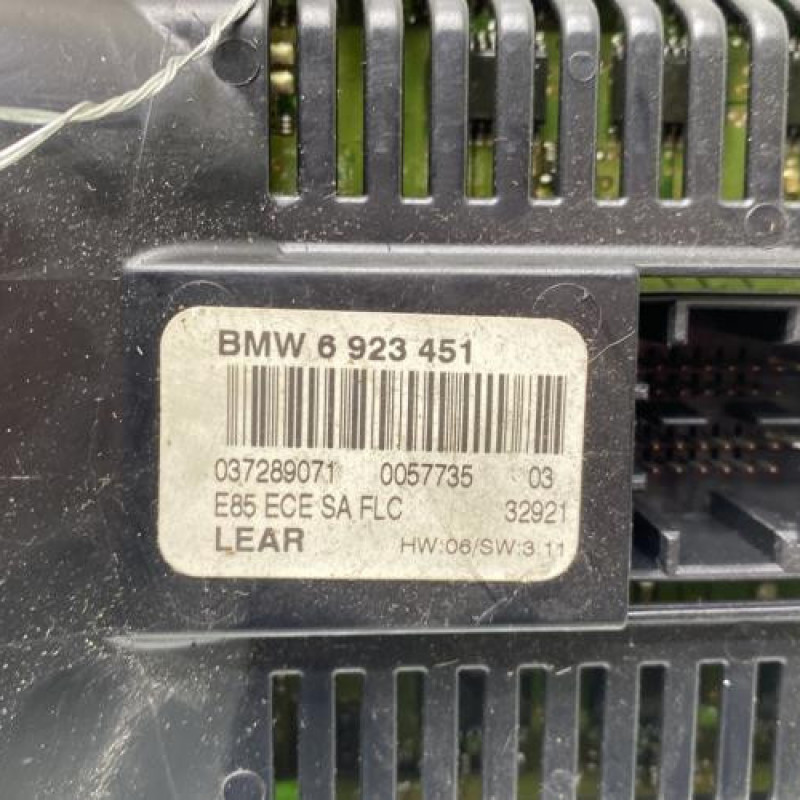 BMW 6 923 451
037289071 0057735 03
E85 ECE SA FLC 32921
LEAR HW:06/SW:3.11